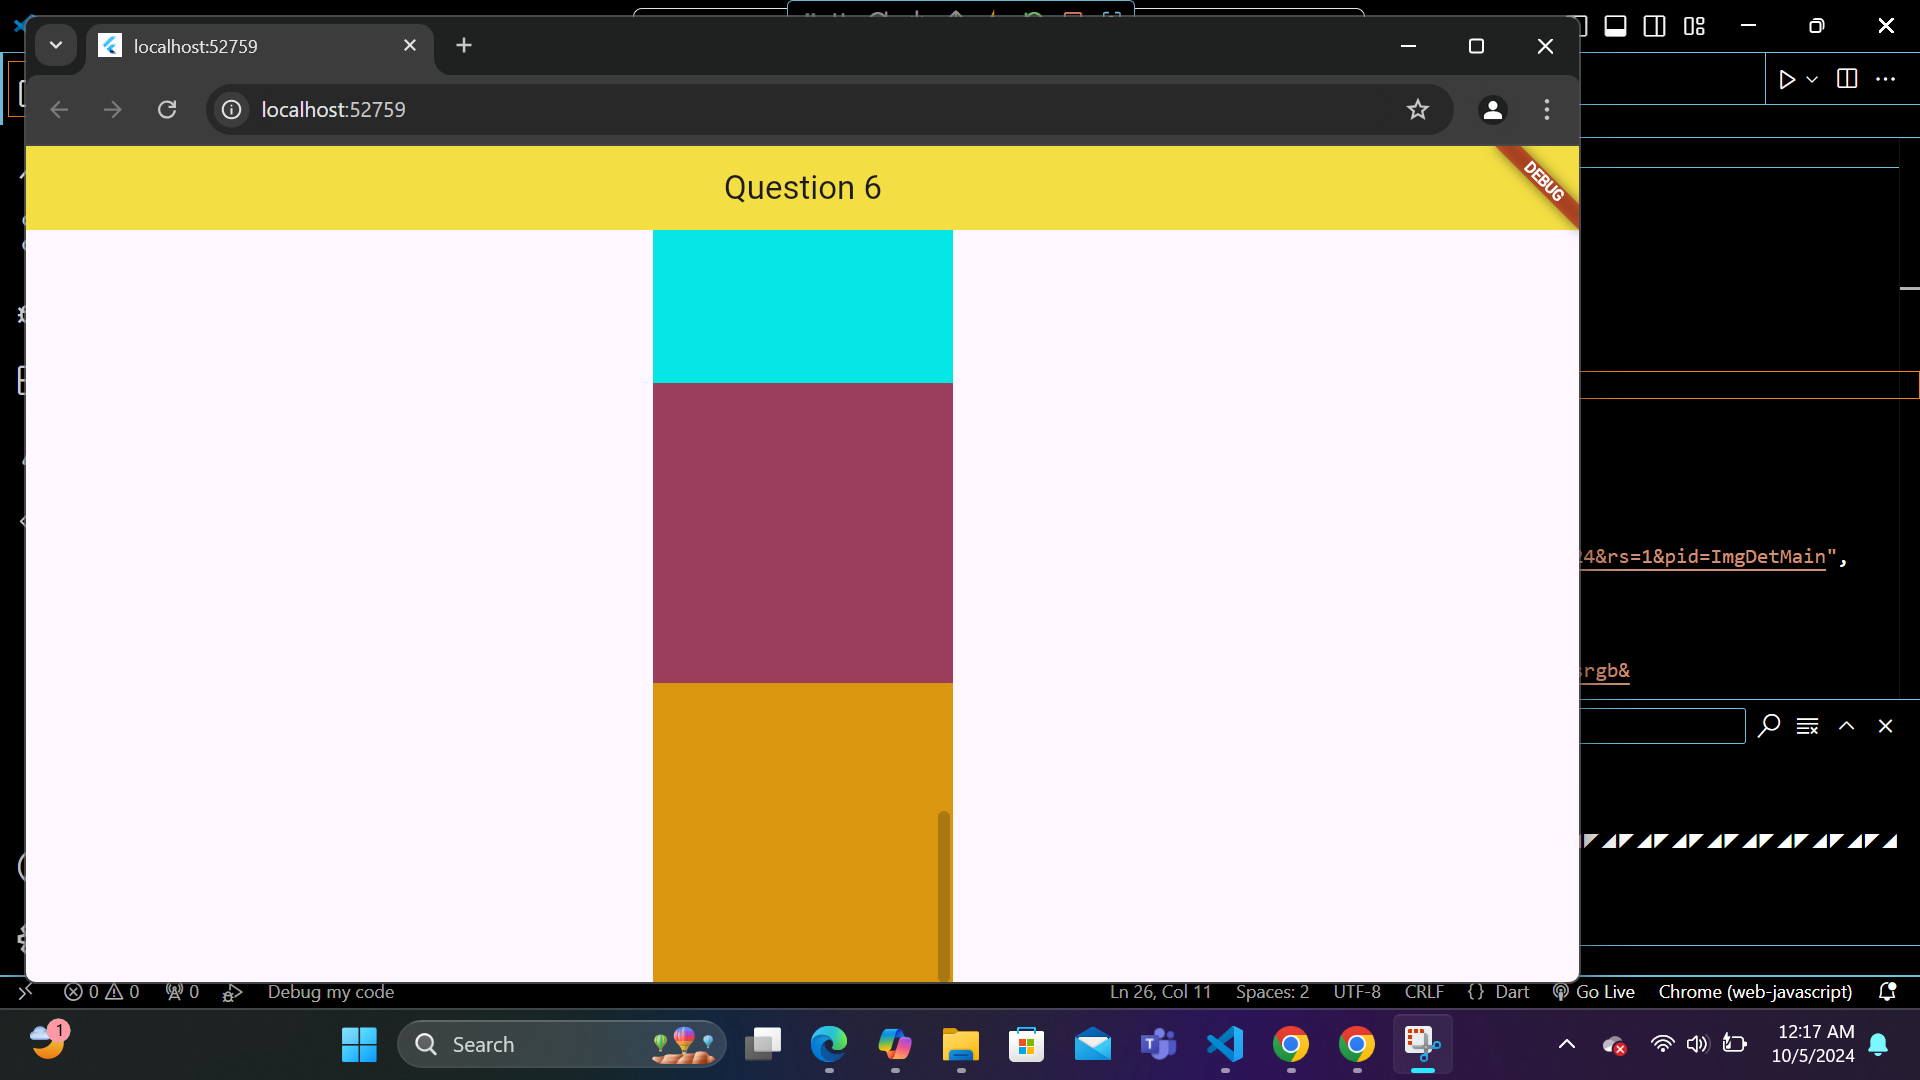 localhost:52759
localhost:52759
Question 6
DEBUG
24&rs=1&pid=ImgDetMain",
srgb&
0 0 0 Debug my code Ln 26, Col 11 Spaces: 2 UTF-8 CRLF {} Dart Go Live Chrome (web-javascript)
1
Search
12:17 AM
10/5/2024